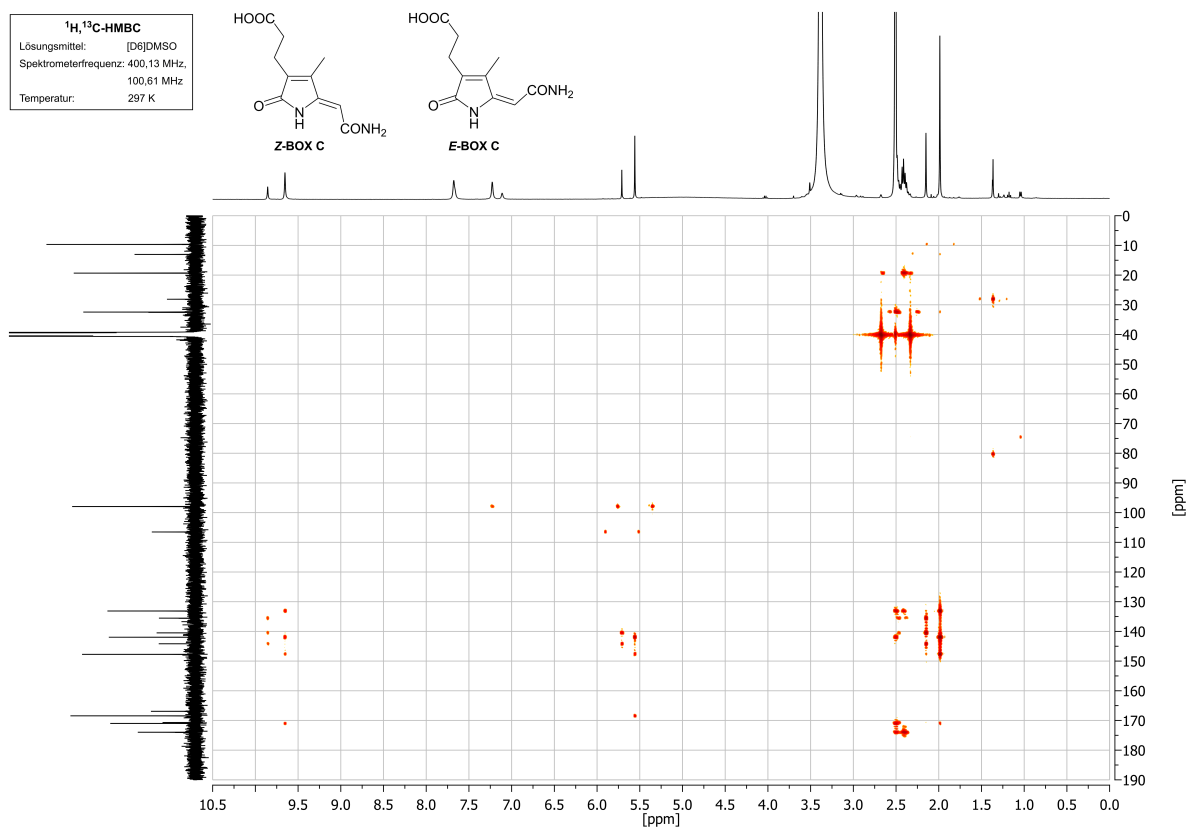 ¹H,¹³C-HMBC
Lösungsmittel: [D6]DMSO
Spektrometerfrequenz: 400,13 MHz,
100,61 MHz
Temperatur: 297 K
HOOC
O
N
H
CONH₂
Z-BOX C
HOOC
O
N
H
CONH₂
E-BOX C
0
10
20
30
40
50
60
70
80
90
100
110
120
130
140
150
160
170
180
190
[ppm]
10.5 10.0 9.5 9.0 8.5 8.0 7.5 7.0 6.5 6.0 5.5 5.0 4.5 4.0 3.5 3.0 2.5 2.0 1.5 1.0 0.5 0.0
[ppm]